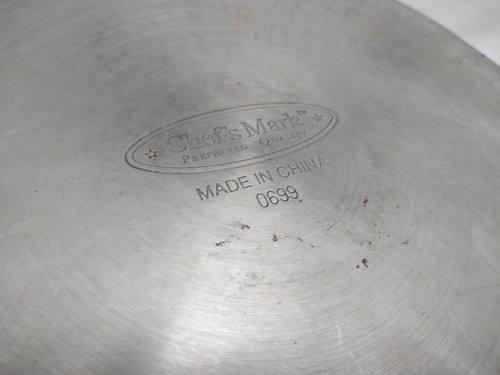 Chef's Mark™
PREFERRED QUALITY
MADE IN CHINA
0699